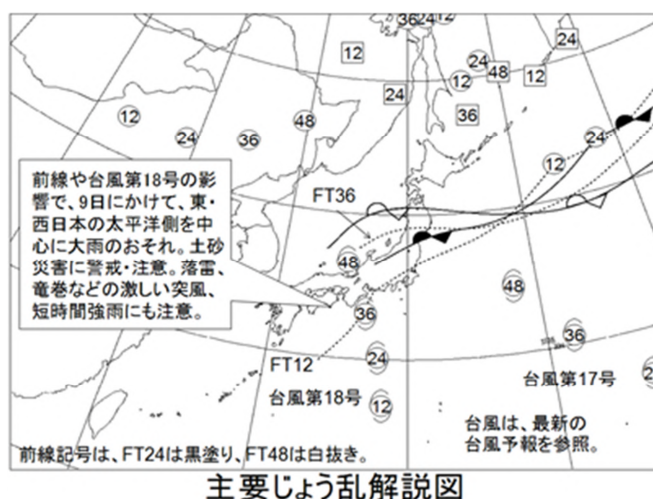 36 24 12
12
24
24
48
12
24
12
36
12
24
36
48
24
12
前線や台風第18号の影
響で、9日にかけて、東・
西日本の太平洋側を中
心に大雨のおそれ。土砂
災害に警戒・注意。落雷、
竜巻などの激しい突風、
短時間強雨にも注意。
FT36
48
36
48
36
FT12
24
台風第17号
台風第18号
12
台風は、最新の
台風予報を参照。
前線記号は、FT24は黒塗り、FT48は白抜き。
主要じょう乱解説図